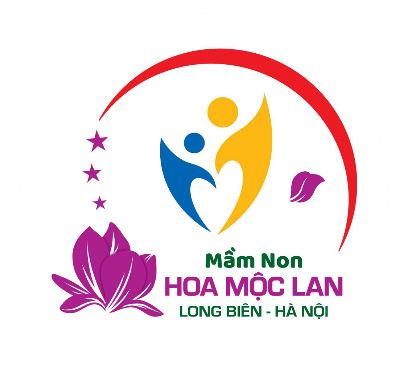 Mầm Non
HOA MỘC LAN
LONG BIÊN - HÀ NỘI